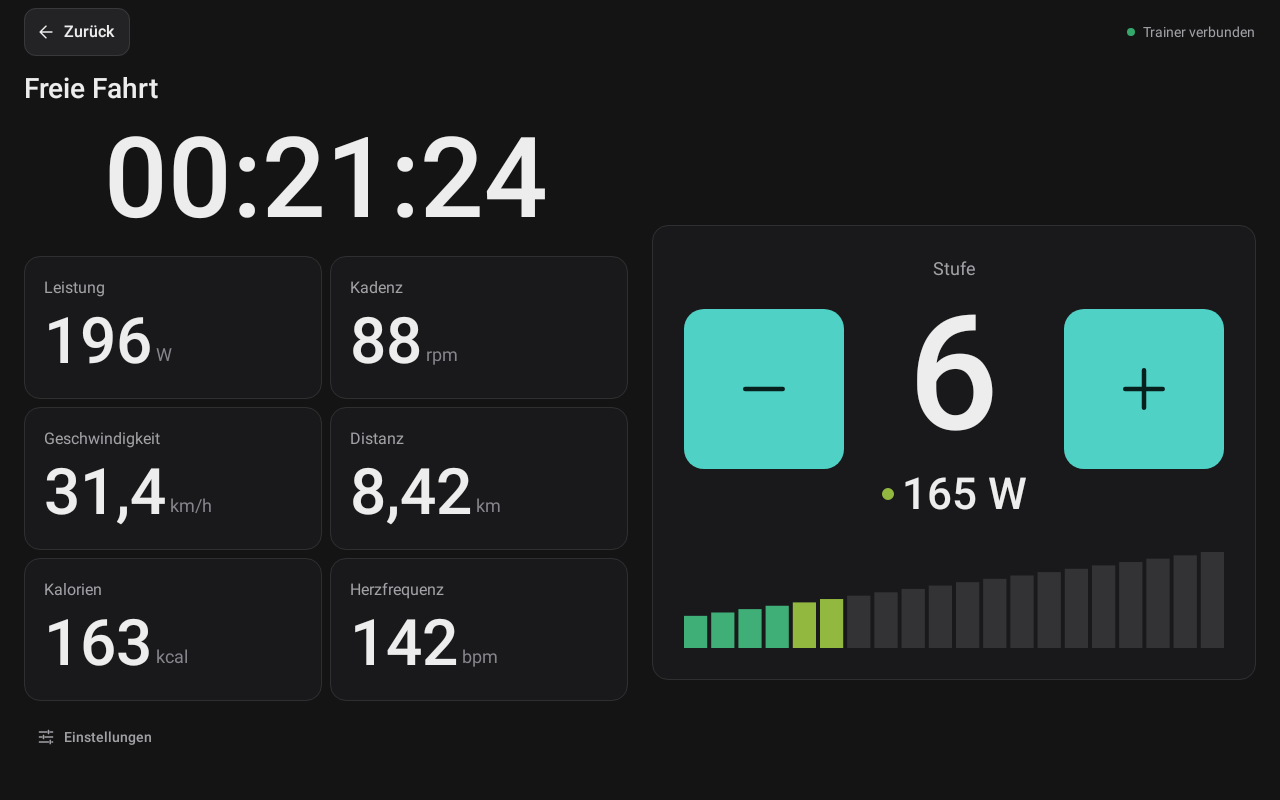 Zurück
Trainer verbunden
Freie Fahrt
00:21:24
Leistung
196 W
Kadenz
88 rpm
Geschwindigkeit
31,4 km/h
Distanz
8,42 km
Kalorien
163 kcal
Herzfrequenz
142 bpm
Stufe
6
165 W
Einstellungen